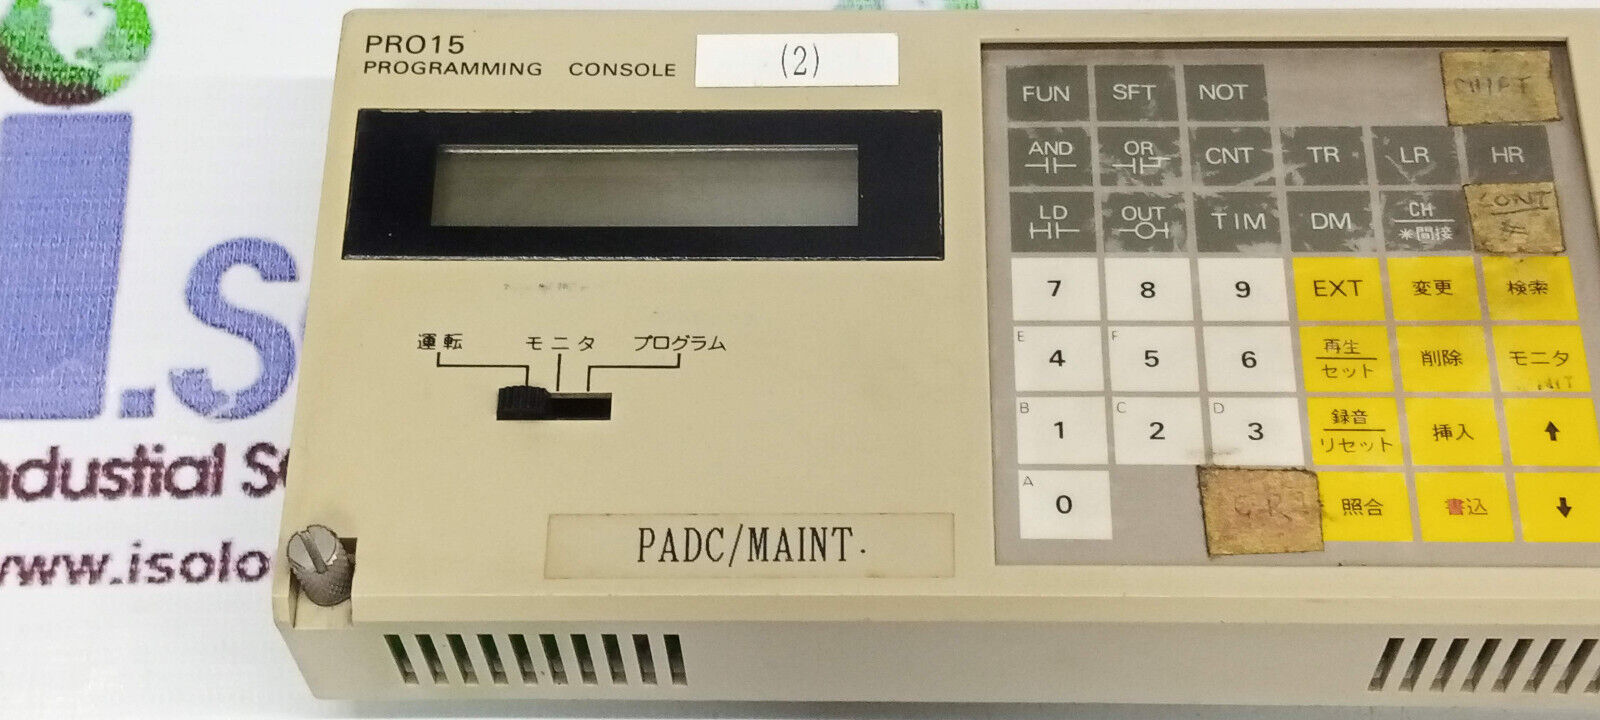 PRO15
PROGRAMMING CONSOLE
(2)
FUN SFT NOT SHIFT
AND OR CNT TR LR HR
LD OUT TIM DM CH
*間接 CONT
#
7 8 9 EXT 変更 検索
E 4 F 5 6 再生
セット 削除 モニタ
B 1 C 2 D 3 録音
リセット 挿入 ↑
A 0 照合 書込 ↓
運転 モニタ プログラム
PADC/MAINT.
i.so
ndustial S
www.isolo